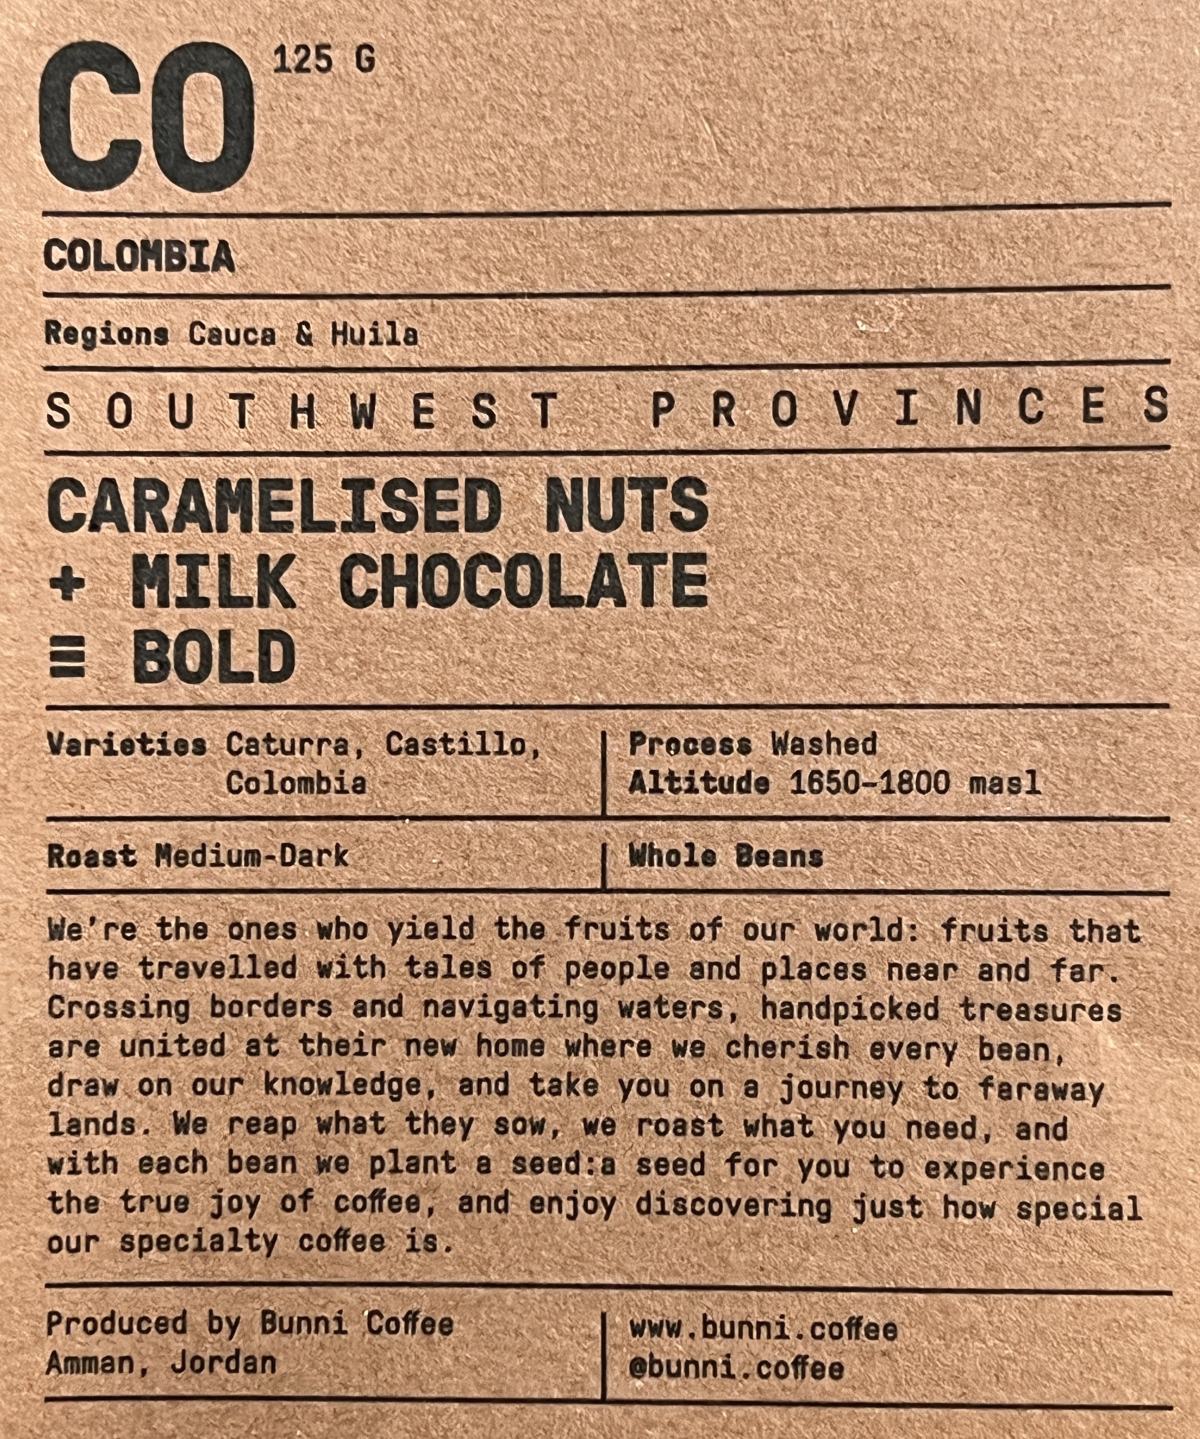 CO 125 G
COLOMBIA
Regions Cauca & Huila
SOUTHWEST PROVINCES
CARAMELISED NUTS
+ MILK CHOCOLATE
≡ BOLD
Varieties Caturra, Castillo,
Colombia
Process Washed
Altitude 1650–1800 masl
Roast Medium-Dark
Whole Beans
We're the ones who yield the fruits of our world: fruits that
have travelled with tales of people and places near and far.
Crossing borders and navigating waters, handpicked treasures
are united at their new home where we cherish every bean,
draw on our knowledge, and take you on a journey to faraway
lands. We reap what they sow, we roast what you need, and
with each bean we plant a seed:a seed for you to experience
the true joy of coffee, and enjoy discovering just how special
our specialty coffee is.
Produced by Bunni Coffee
Amman, Jordan
www.bunni.coffee
@bunni.coffee